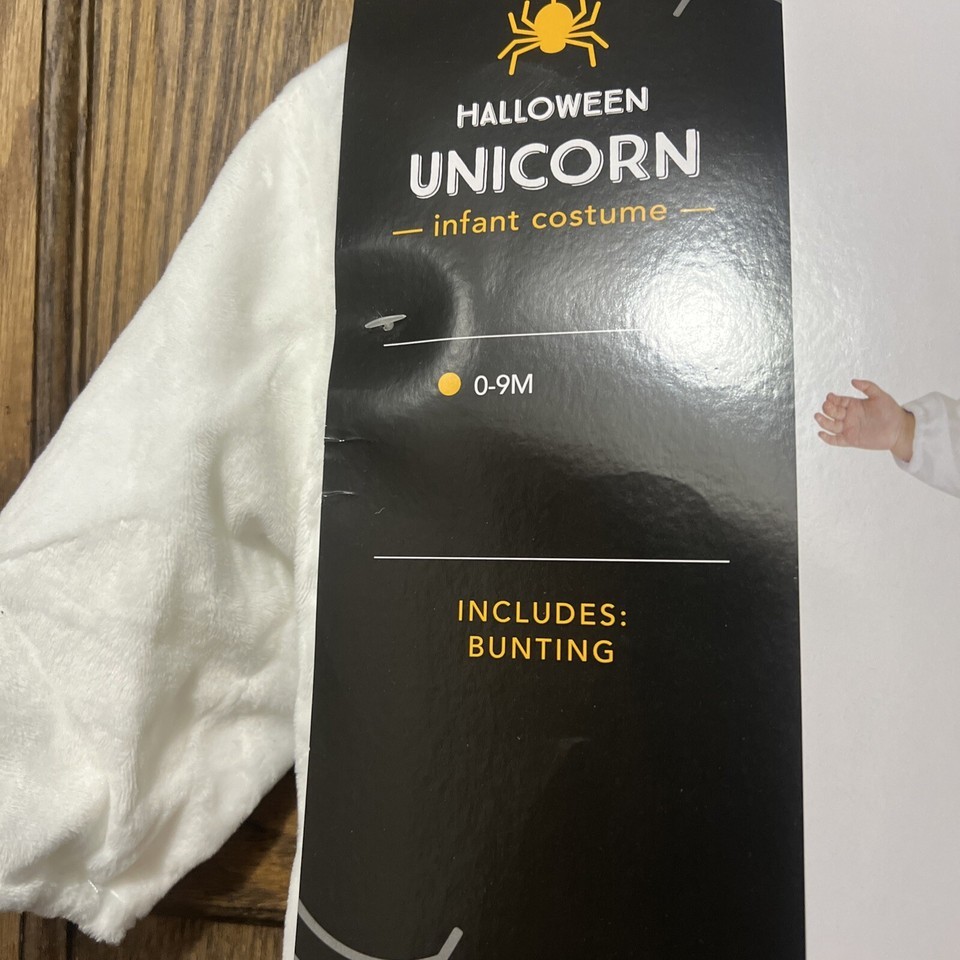 HALLOWEEN
UNICORN
— infant costume —
0-9M
INCLUDES:
BUNTING